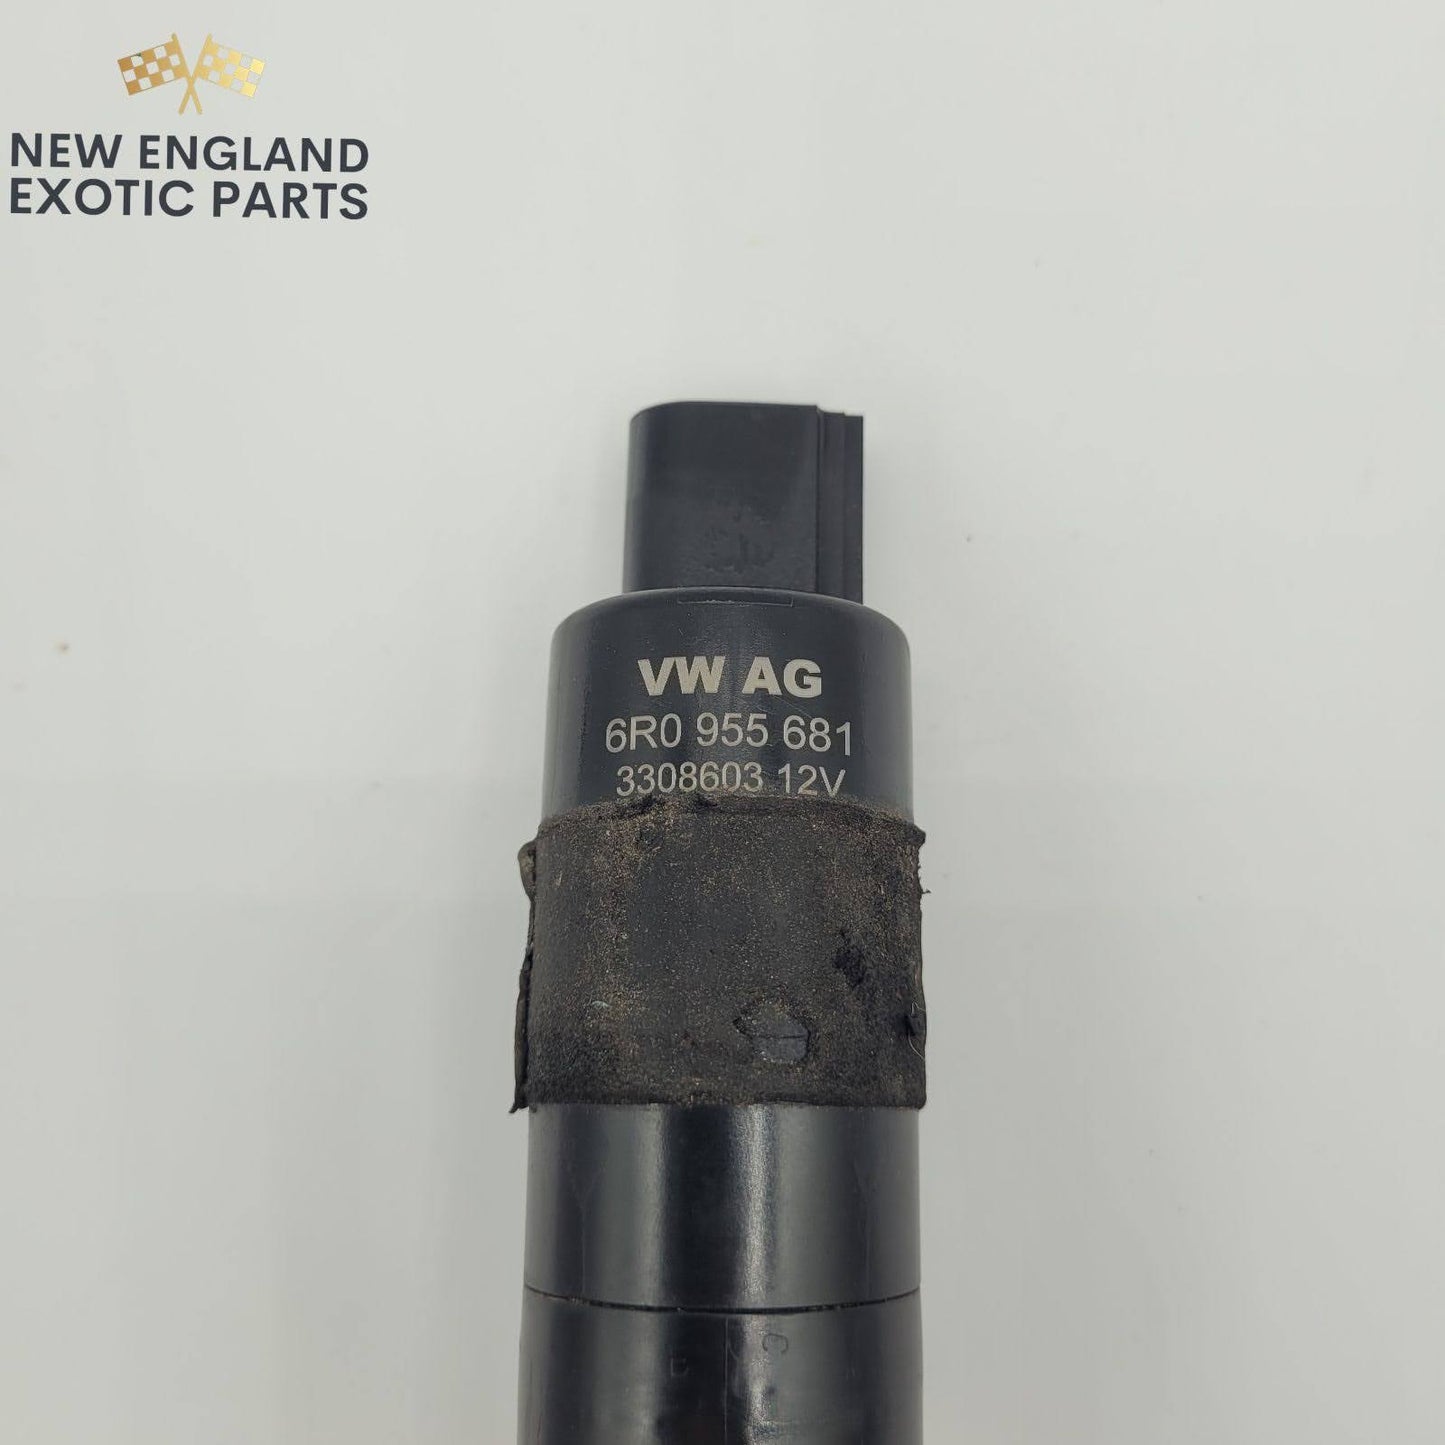 NEW ENGLAND
EXOTIC PARTS
VW AG
6R0 955 681
3308603 12V